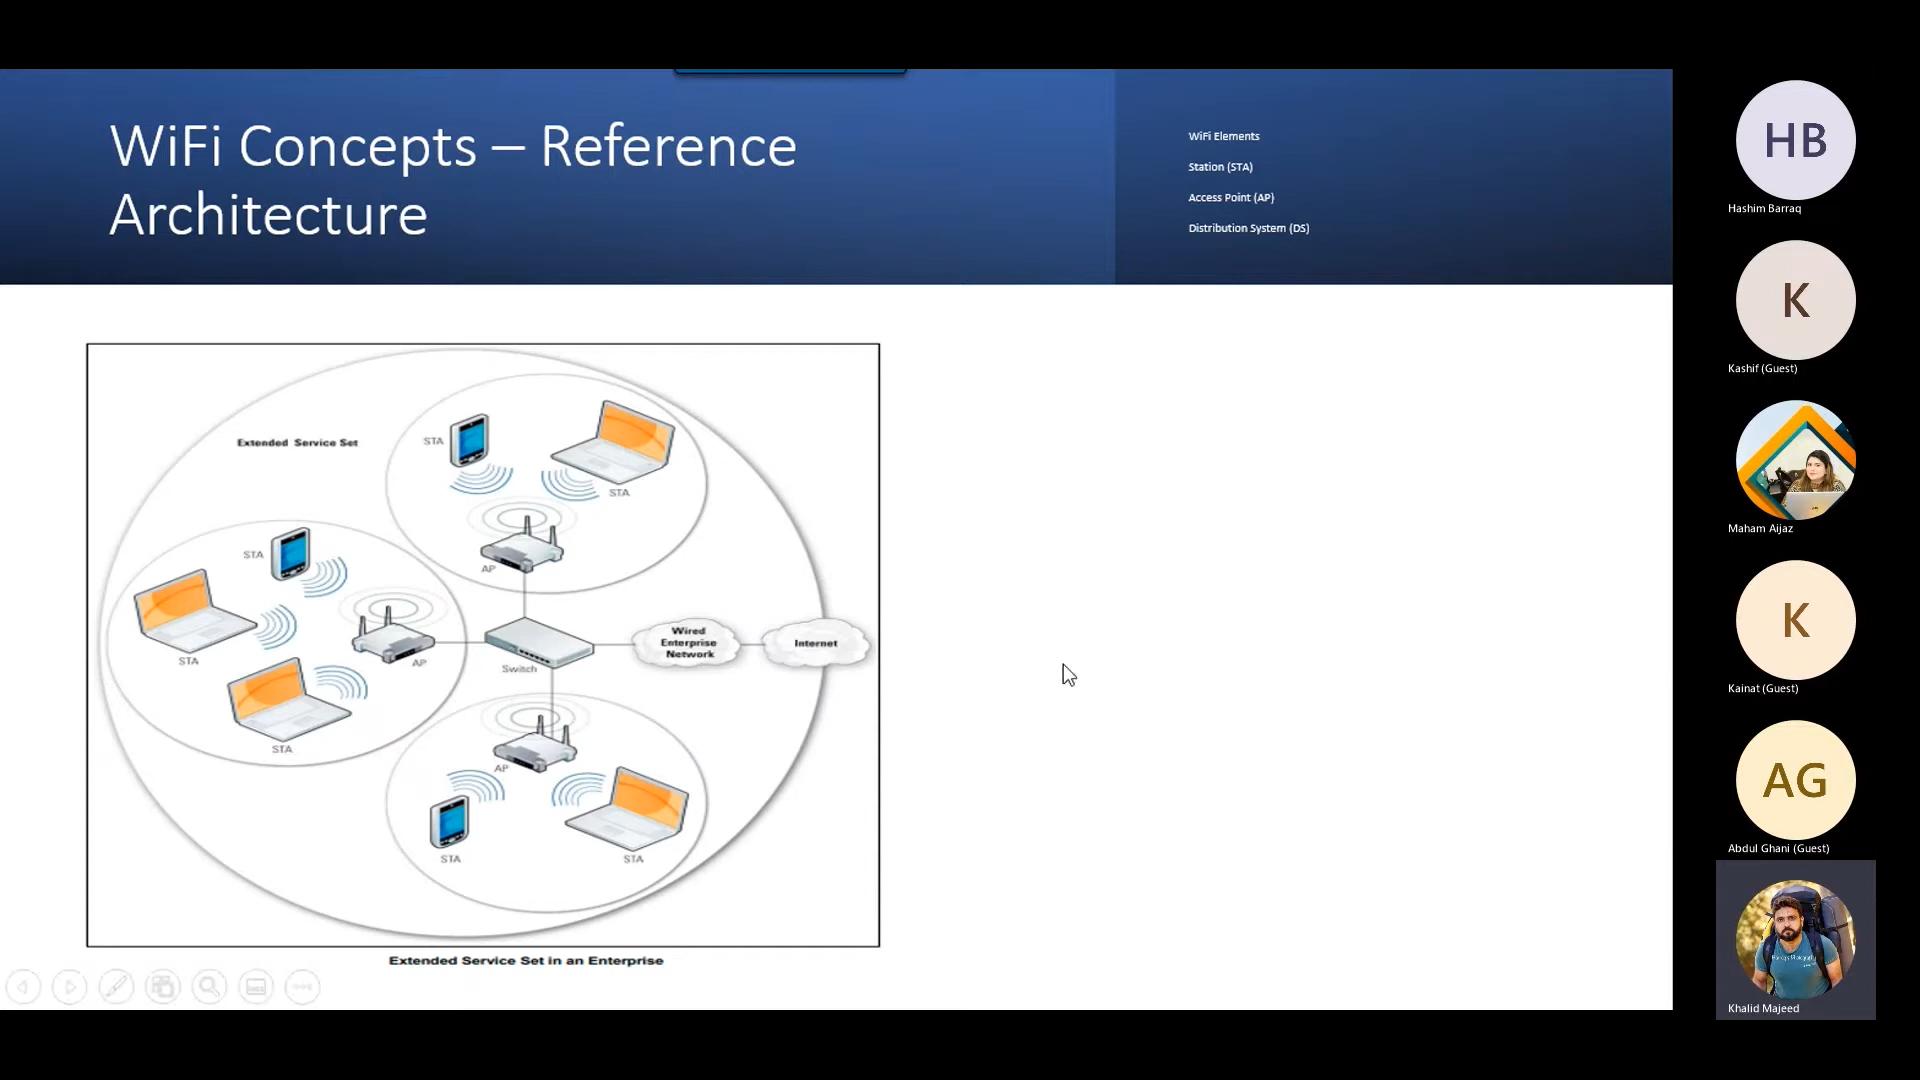 WiFi Concepts – Reference
Architecture
WiFi Elements
Station (STA)
Access Point (AP)
Distribution System (DS)
Extended Service Set
STA
STA
AP
STA
STA
AP
STA
Switch
Wired
Enterprise
Network
Internet
AP
STA
STA
Extended Service Set in an Enterprise
HB
Hashim Barraq
K
Kashif (Guest)
Maham Aijaz
K
Kainat (Guest)
AG
Abdul Ghani (Guest)
Khalid Majeed